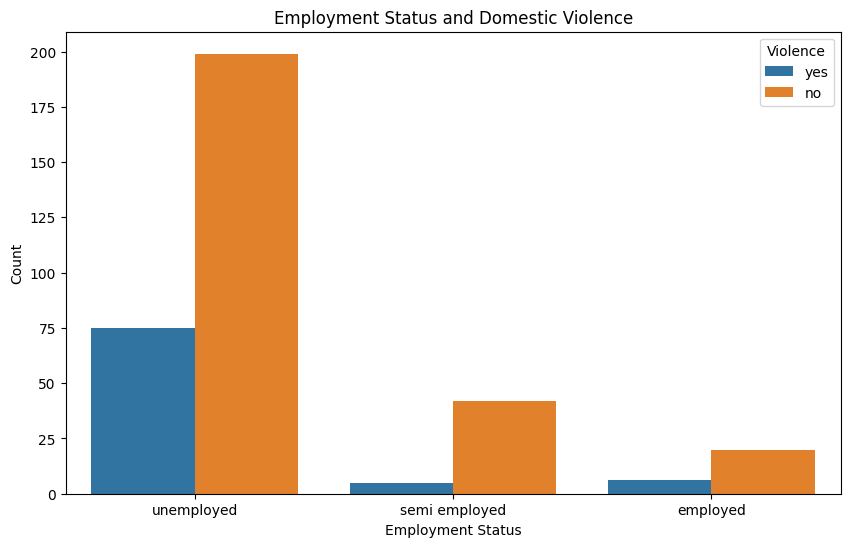 Employment Status and Domestic Violence
Violence
yes
no
200
175
150
125
100
75
50
25
0
Count
unemployed
semi employed
employed
Employment Status